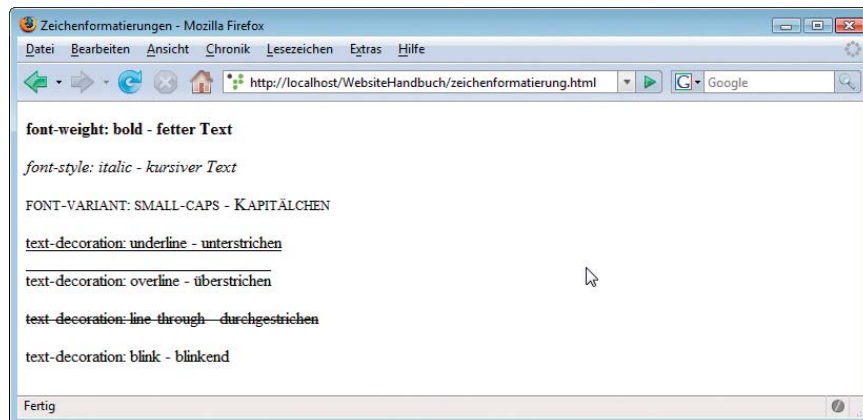 Zeichenformatierungen - Mozilla Firefox
Datei Bearbeiten Ansicht Chronik Lesezeichen Extras Hilfe
http://localhost/WebsiteHandbuch/zeichenformatierung.html G Google
font-weight: bold - fetter Text
font-style: italic - kursiver Text
FONT-VARIANT: SMALL-CAPS - KAPITÄLCHEN
text-decoration: underline - unterstrichen
text-decoration: overline - überstrichen
text-decoration: line-through - durchgestrichen
text-decoration: blink - blinkend
Fertig